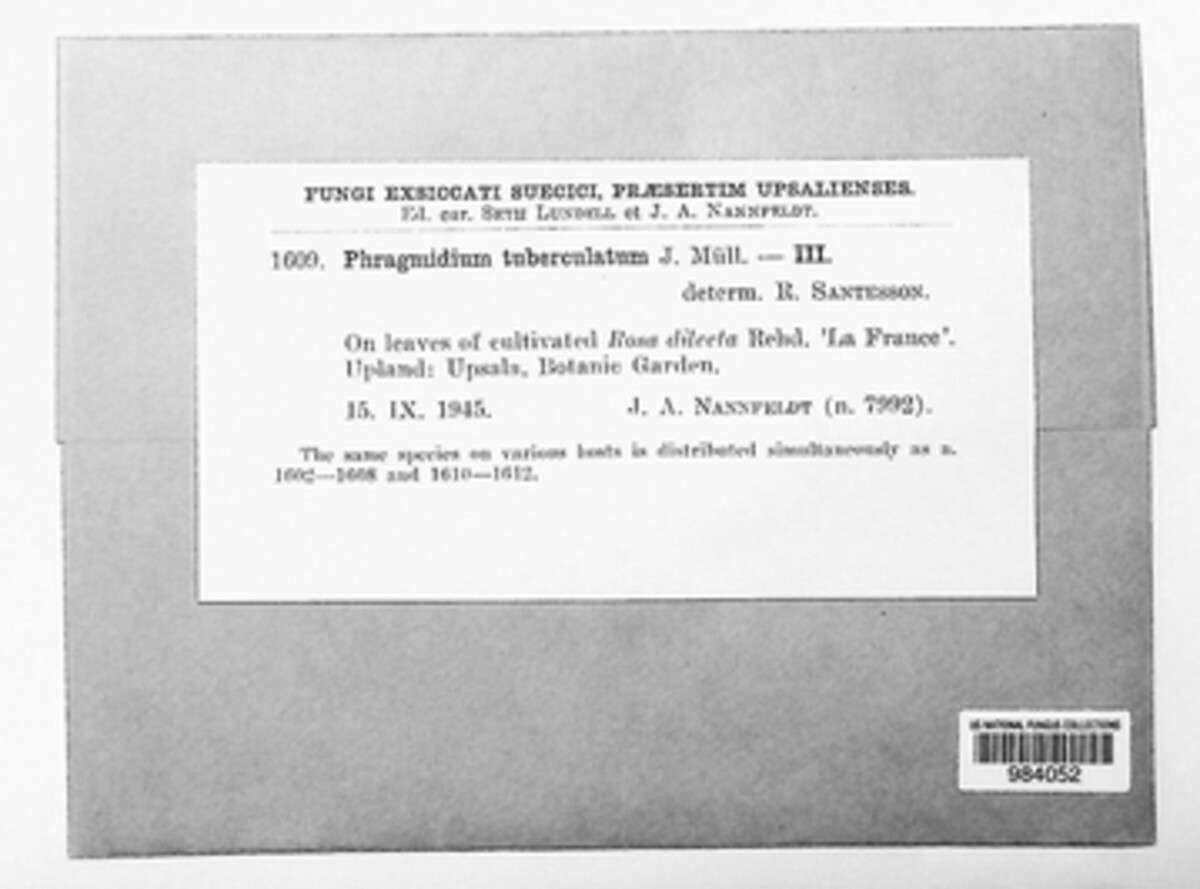 FUNGI EXSICCATI SUECICI, PRÆSERTIM UPSALIENSES.
Ed. cur. SETH LUNDELL et J. A. NANNFELDT.
1609. Phragmidium tuberculatum J. Müll. — III.
determ. R. SANTESSON.
On leaves of cultivated Rosa dilecta Rehd. 'La France'.
Upland: Upsala, Botanic Garden.
15. IX. 1945. J. A. NANNFELDT (n. 7992).
The same species on various hosts is distributed simultaneously as n.
1602—1608 and 1610—1612.
US NATIONAL FUNGUS COLLECTIONS
984052